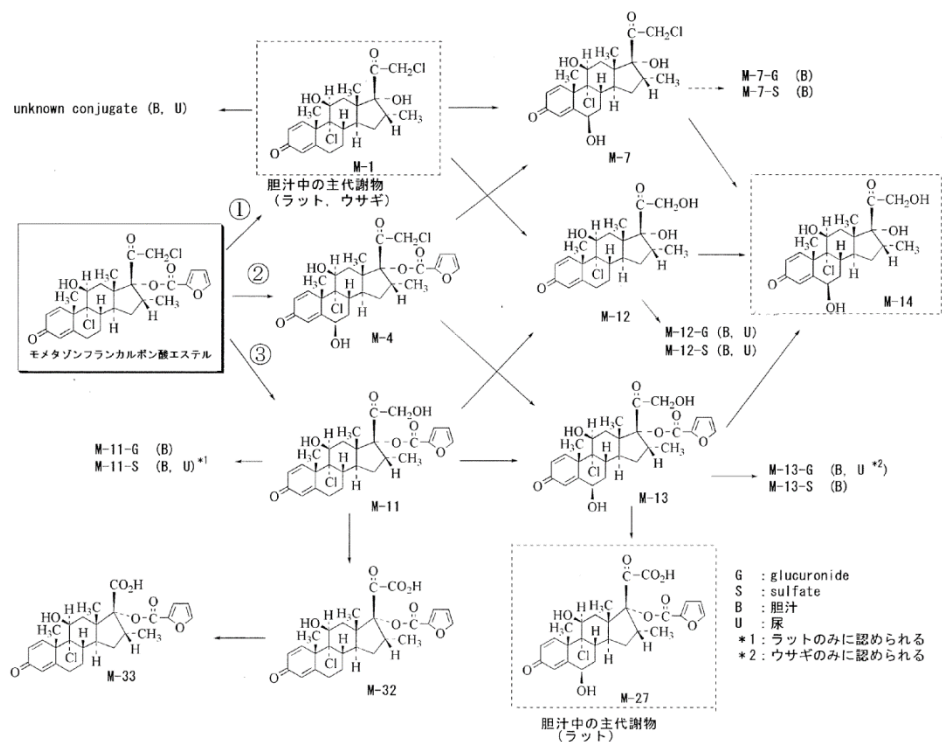 unknown conjugate (B, U)
M-1
胆汁中の主代謝物
(ラット, ウサギ)
M-7
M-7-G (B)
M-7-S (B)
①
②
③
モメタゾンフランカルボン酸エステル
M-4
M-12
M-12-G (B, U)
M-12-S (B, U)
M-14
M-11-G (B)
M-11-S (B, U)*1
M-11
M-13
M-13-G (B, U *2)
M-13-S (B)
M-33
M-32
M-27
胆汁中の主代謝物
(ラット)
G : glucuronide
S : sulfate
B : 胆汁
U : 尿
*1 : ラットのみに認められる
*2 : ウサギのみに認められる